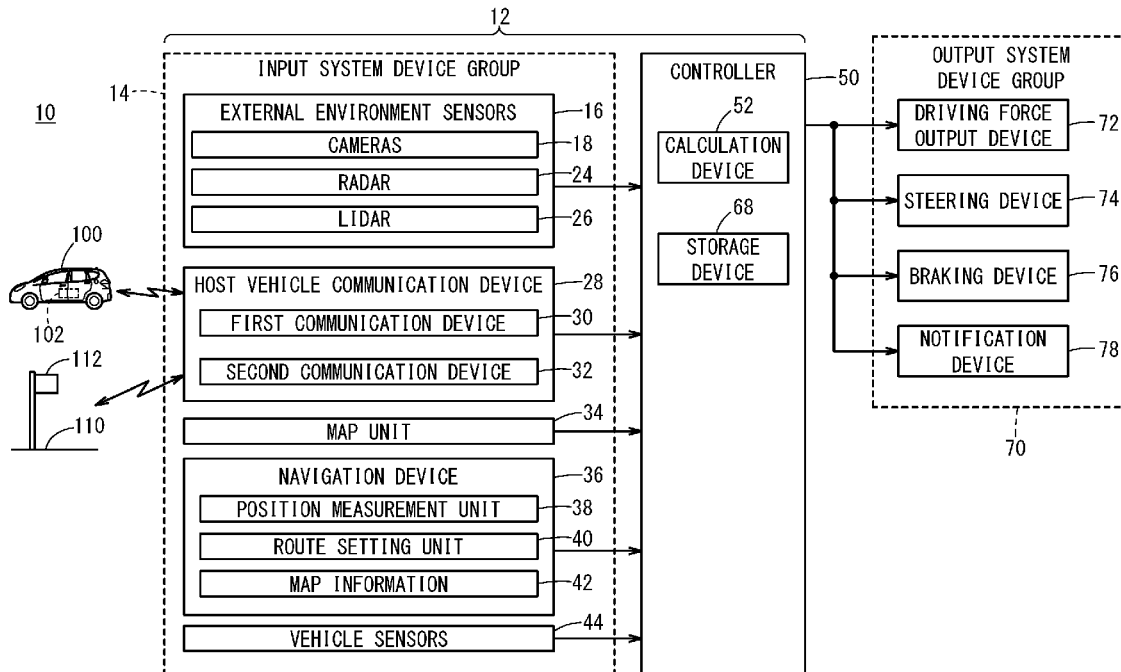 12
10
14
INPUT SYSTEM DEVICE GROUP
EXTERNAL ENVIRONMENT SENSORS
16
CAMERAS
18
RADAR
24
LIDAR
26
100
102
HOST VEHICLE COMMUNICATION DEVICE
28
FIRST COMMUNICATION DEVICE
30
SECOND COMMUNICATION DEVICE
32
112
110
MAP UNIT
34
NAVIGATION DEVICE
36
POSITION MEASUREMENT UNIT
38
ROUTE SETTING UNIT
40
MAP INFORMATION
42
VEHICLE SENSORS
44
CONTROLLER
50
52
CALCULATION
DEVICE
68
STORAGE
DEVICE
OUTPUT SYSTEM
DEVICE GROUP
DRIVING FORCE
OUTPUT DEVICE
72
STEERING DEVICE
74
BRAKING DEVICE
76
NOTIFICATION
DEVICE
78
70